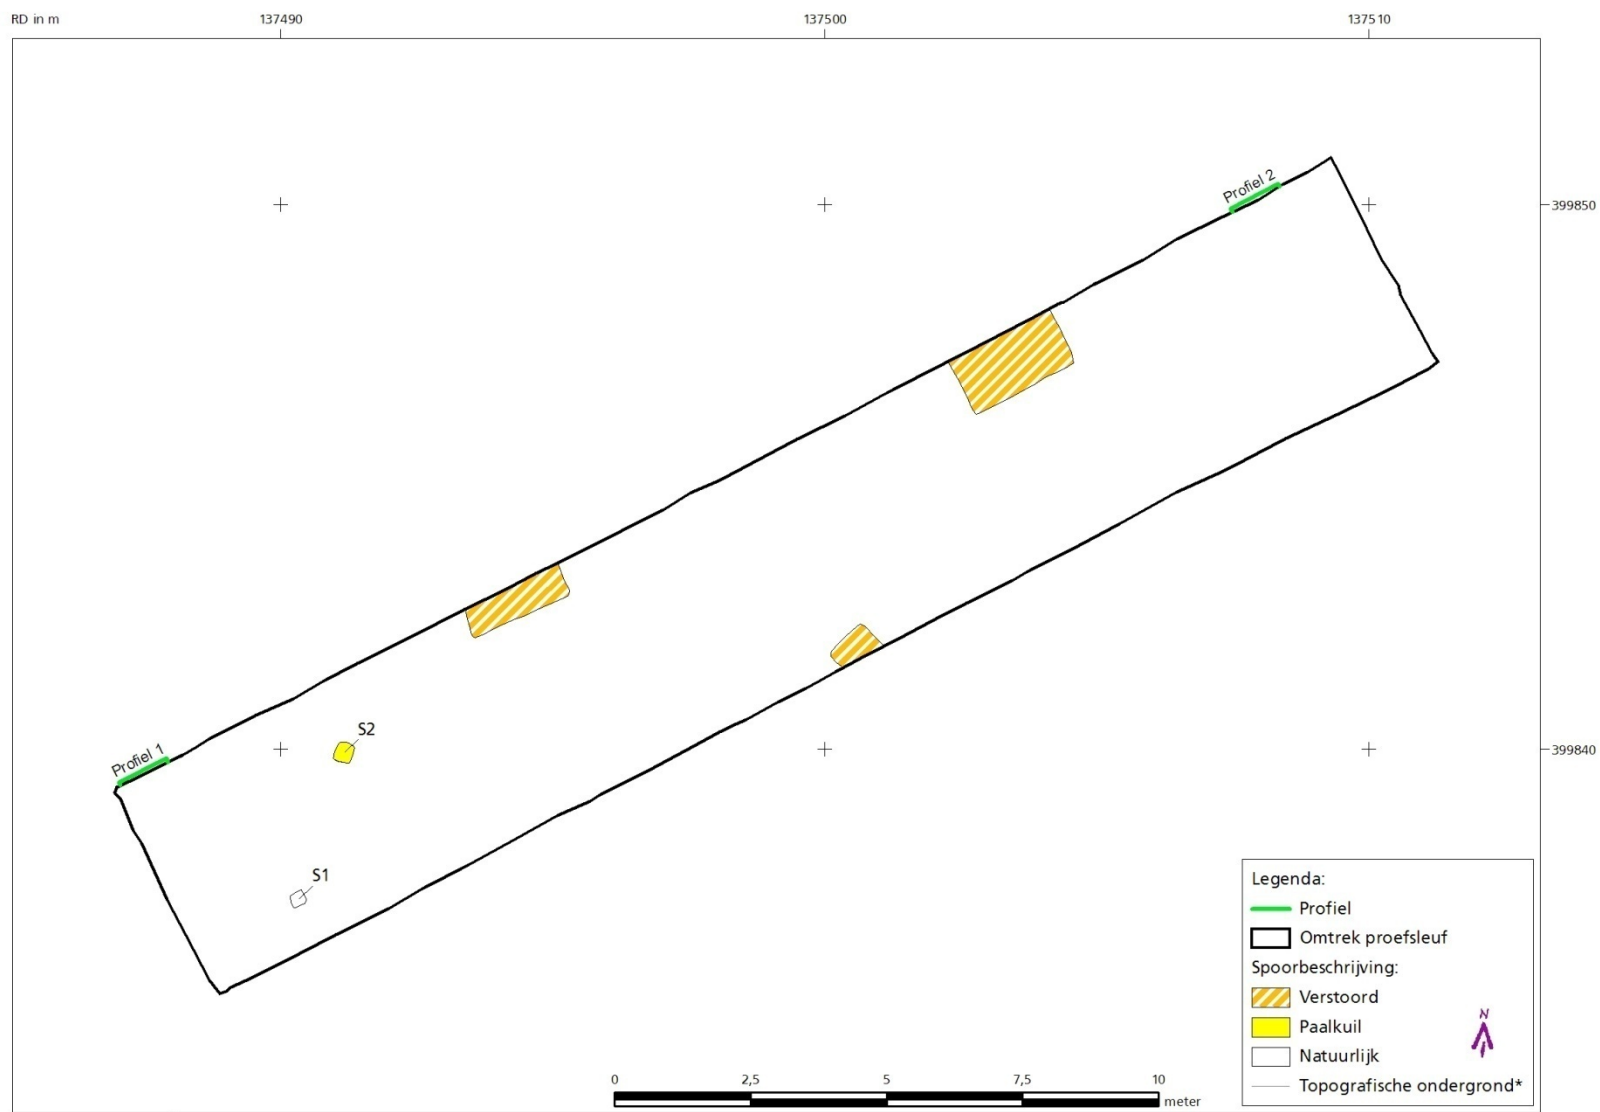 RD in m
137490
137500
137510
Profiel 2
399850
S2
399840
Profiel 1
S1
Legenda:
Profiel
Omtrek proefsleuf
Spoorbeschrijving:
Verstoord
Paalkuil
Natuurlijk
Topografische ondergrond*
N
0
2,5
5
7,5
10
meter